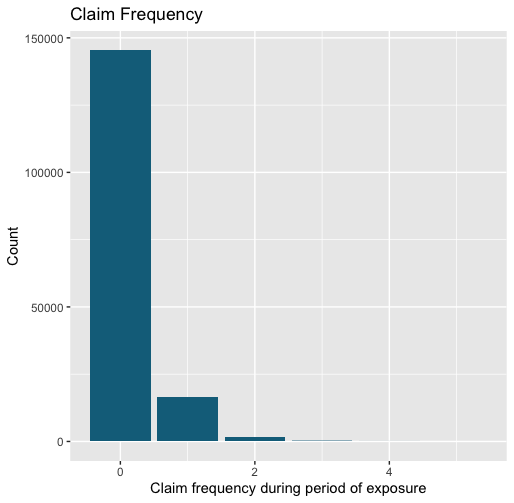 Claim Frequency
150000
100000
50000
0
Count
0 2 4
Claim frequency during period of exposure